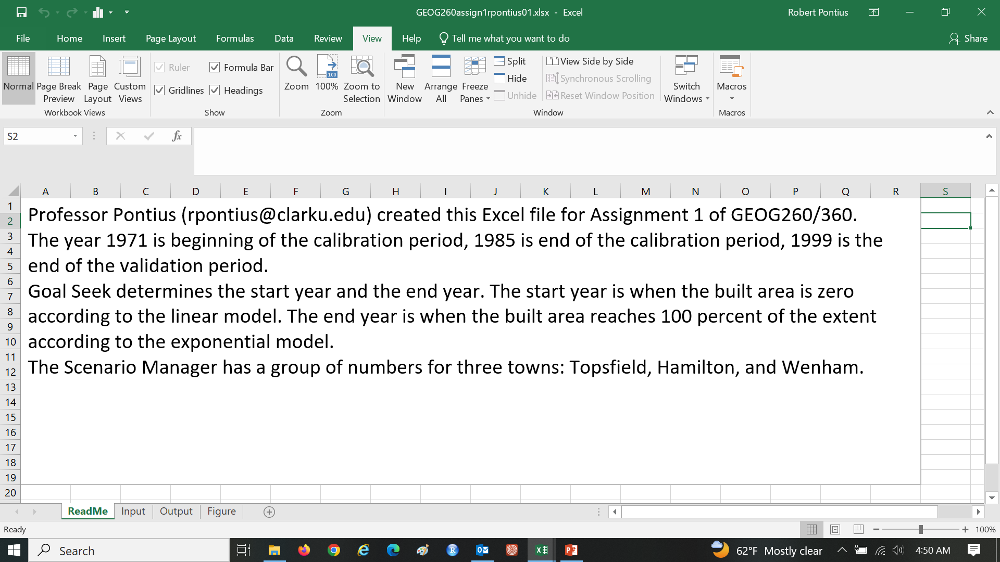 GEOG260assign1rpontius01.xlsx - Excel
Robert Pontius
File Home Insert Page Layout Formulas Data Review View Help Tell me what you want to do Share
Normal
Page Break Preview
Page Layout
Custom Views
Workbook Views
Ruler Formula Bar
Gridlines Headings
Show
Zoom
100
100%
Zoom to Selection
Zoom
New Window
Arrange All
Freeze Panes
Split
Hide
Unhide
View Side by Side
Synchronous Scrolling
Reset Window Position
Window
Switch Windows
Macros
Macros
S2
fx
A B C D E F G H I J K L M N O P Q R S
1
2
3
4
5
6
7
8
9
10
11
12
13
14
15
16
17
18
19
20
Professor Pontius (rpontius@clarku.edu) created this Excel file for Assignment 1 of GEOG260/360.
The year 1971 is beginning of the calibration period, 1985 is end of the calibration period, 1999 is the
end of the validation period.
Goal Seek determines the start year and the end year. The start year is when the built area is zero
according to the linear model. The end year is when the built area reaches 100 percent of the extent
according to the exponential model.
The Scenario Manager has a group of numbers for three towns: Topsfield, Hamilton, and Wenham.
ReadMe Input Output Figure
Ready
100%
Search
62°F Mostly clear
4:50 AM